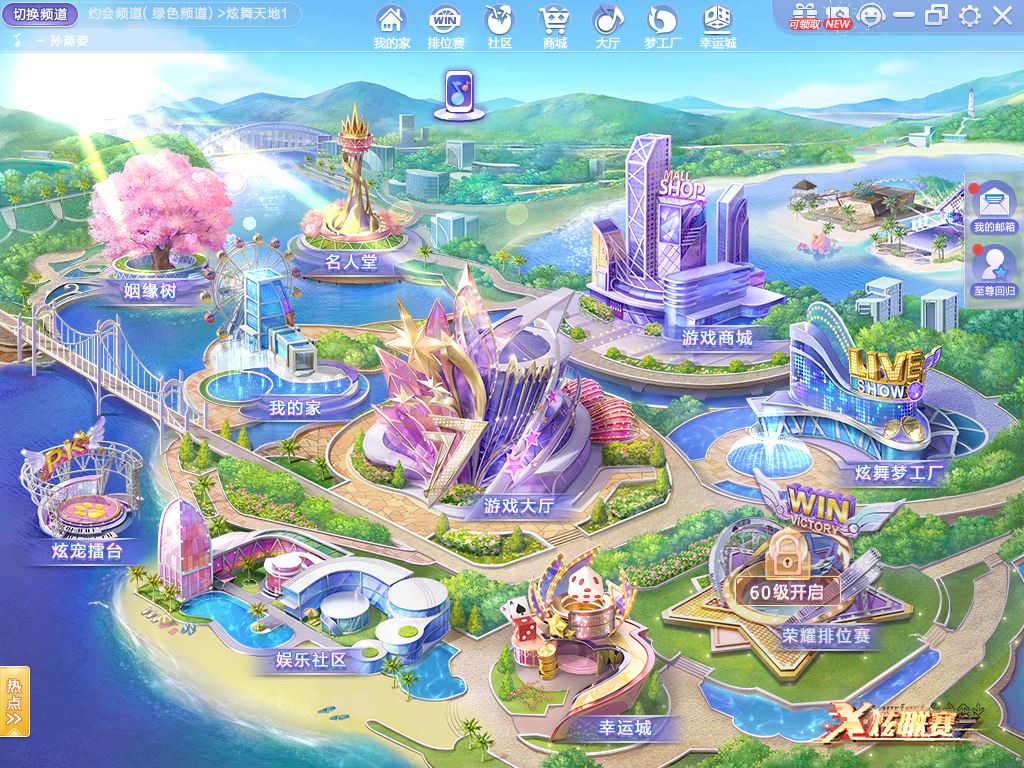 切换频道
约会频道( 绿色频道) >炫舞天地1
可领取
NEW
- 孙燕姿
我的家
WIN
排位赛
社区
商城
大厅
梦工厂
幸运城
MALL
SHOP
我的邮箱
至尊回归
名人堂
姻缘树
游戏商城
LIVE
SHOW
我的家
PK
炫舞梦工厂
游戏大厅
WIN
VICTORY
炫宠擂台
60级开启
荣耀排位赛
娱乐社区
热点
幸运城
X炫联赛